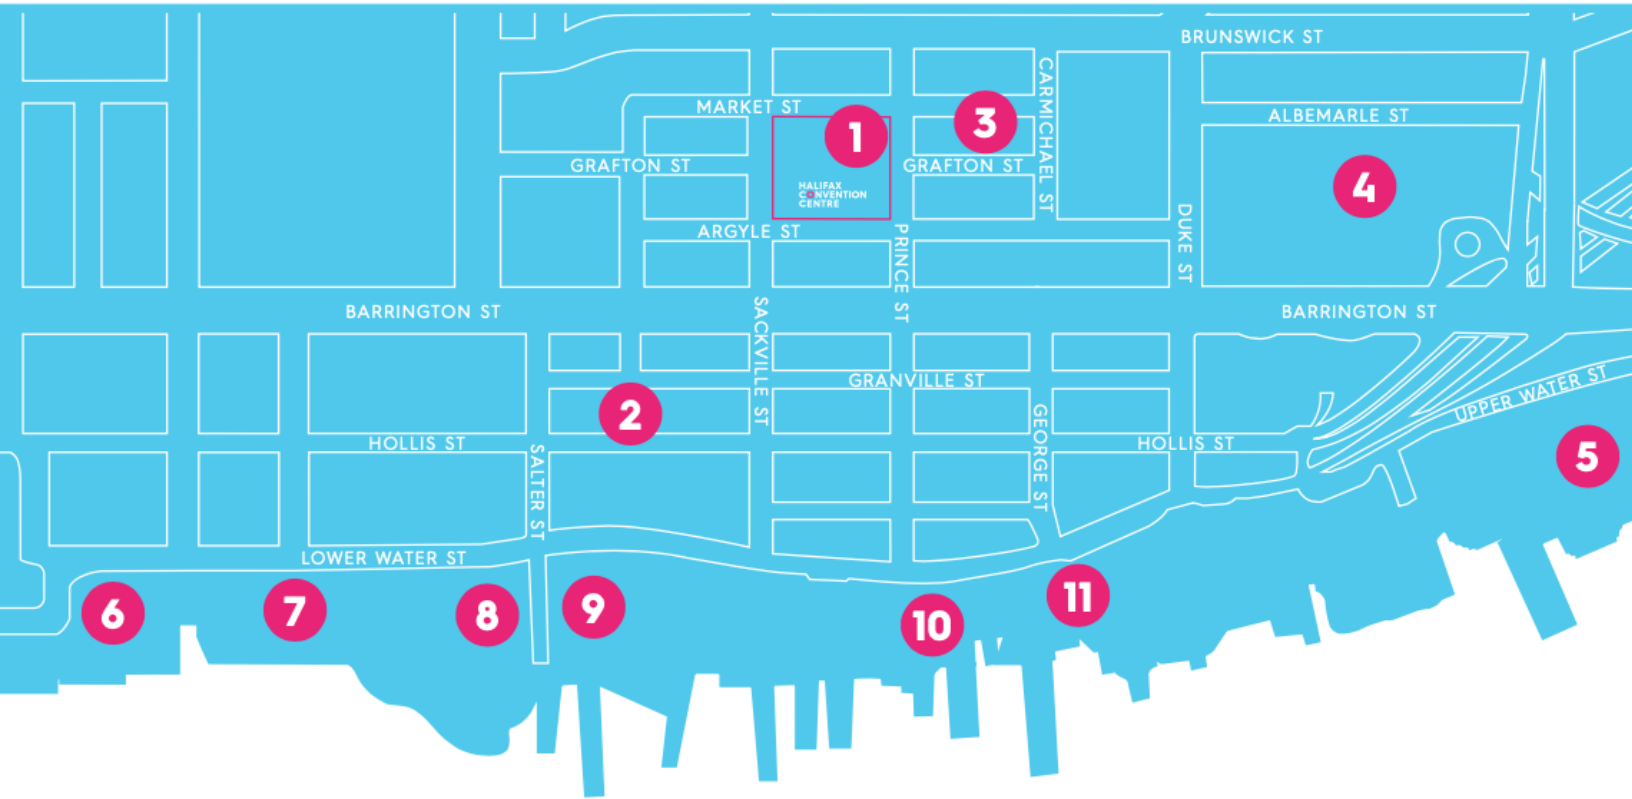 BRUNSWICK ST
CARMICHAEL ST
MARKET ST
3
ALBEMARLE ST
1
GRAFTON ST
GRAFTON ST
4
HALIFAX
CONVENTION
CENTRE
ARGYLE ST
PRINCE ST
DUKE ST
BARRINGTON ST
SACKVILLE ST
BARRINGTON ST
GRANVILLE ST
UPPER WATER ST
2
HOLLIS ST
GEORGE ST
HOLLIS ST
5
SALTER ST
LOWER WATER ST
6
7
8
9
10
11